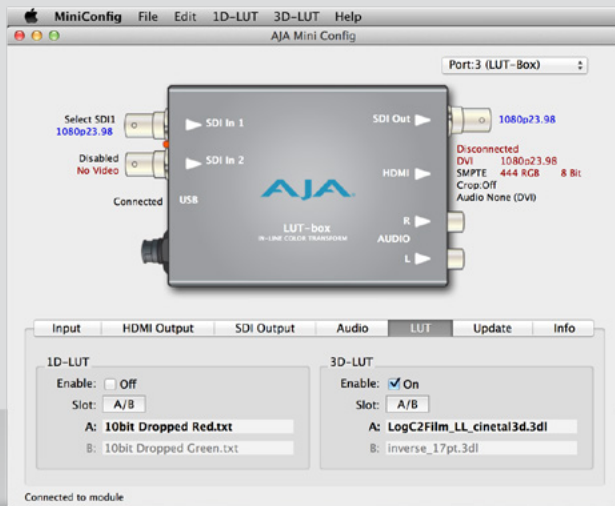 MiniConfig File Edit 1D-LUT 3D-LUT Help
AJA Mini Config
Port:3 (LUT-Box)
Select SDI1
1080p23.98
Disabled
No Video
Connected
SDI In 1
SDI In 2
USB
AJA
LUT-box
IN-LINE COLOR TRANSFORM
SDI Out
HDMI
R
AUDIO
L
1080p23.98
Disconnected
DVI 1080p23.98
SMPTE 444 RGB 8 Bit
Crop:Off
Audio None (DVI)
Input HDMI Output SDI Output Audio LUT Update Info
1D-LUT
Enable: Off
Slot: A/B
A: 10bit Dropped Red.txt
B: 10bit Dropped Green.txt
3D-LUT
Enable: On
Slot: A/B
A: LogC2Film_LL_cinetal3d.3dl
B: inverse_17pt.3dl
Connected to module